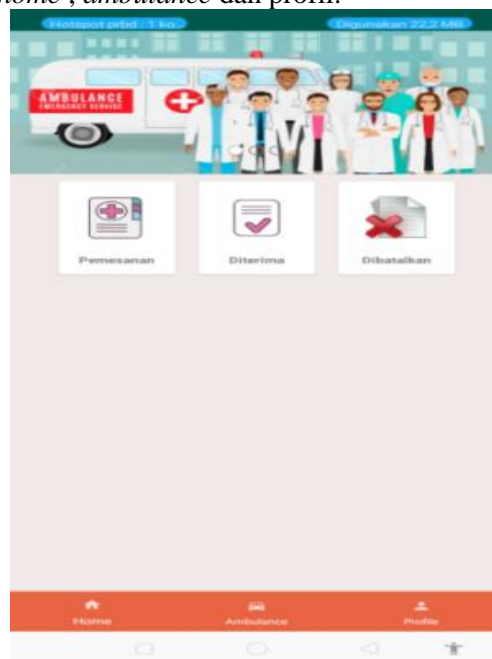 home , ambulance dan profil.
Hotspot prbd : 1 ko.. Digunakan 22,2 MB
AMBULANCE
EMERGENCY SERVICE
Pemesanan Diterima Dibatalkan
Home Ambulance Profile